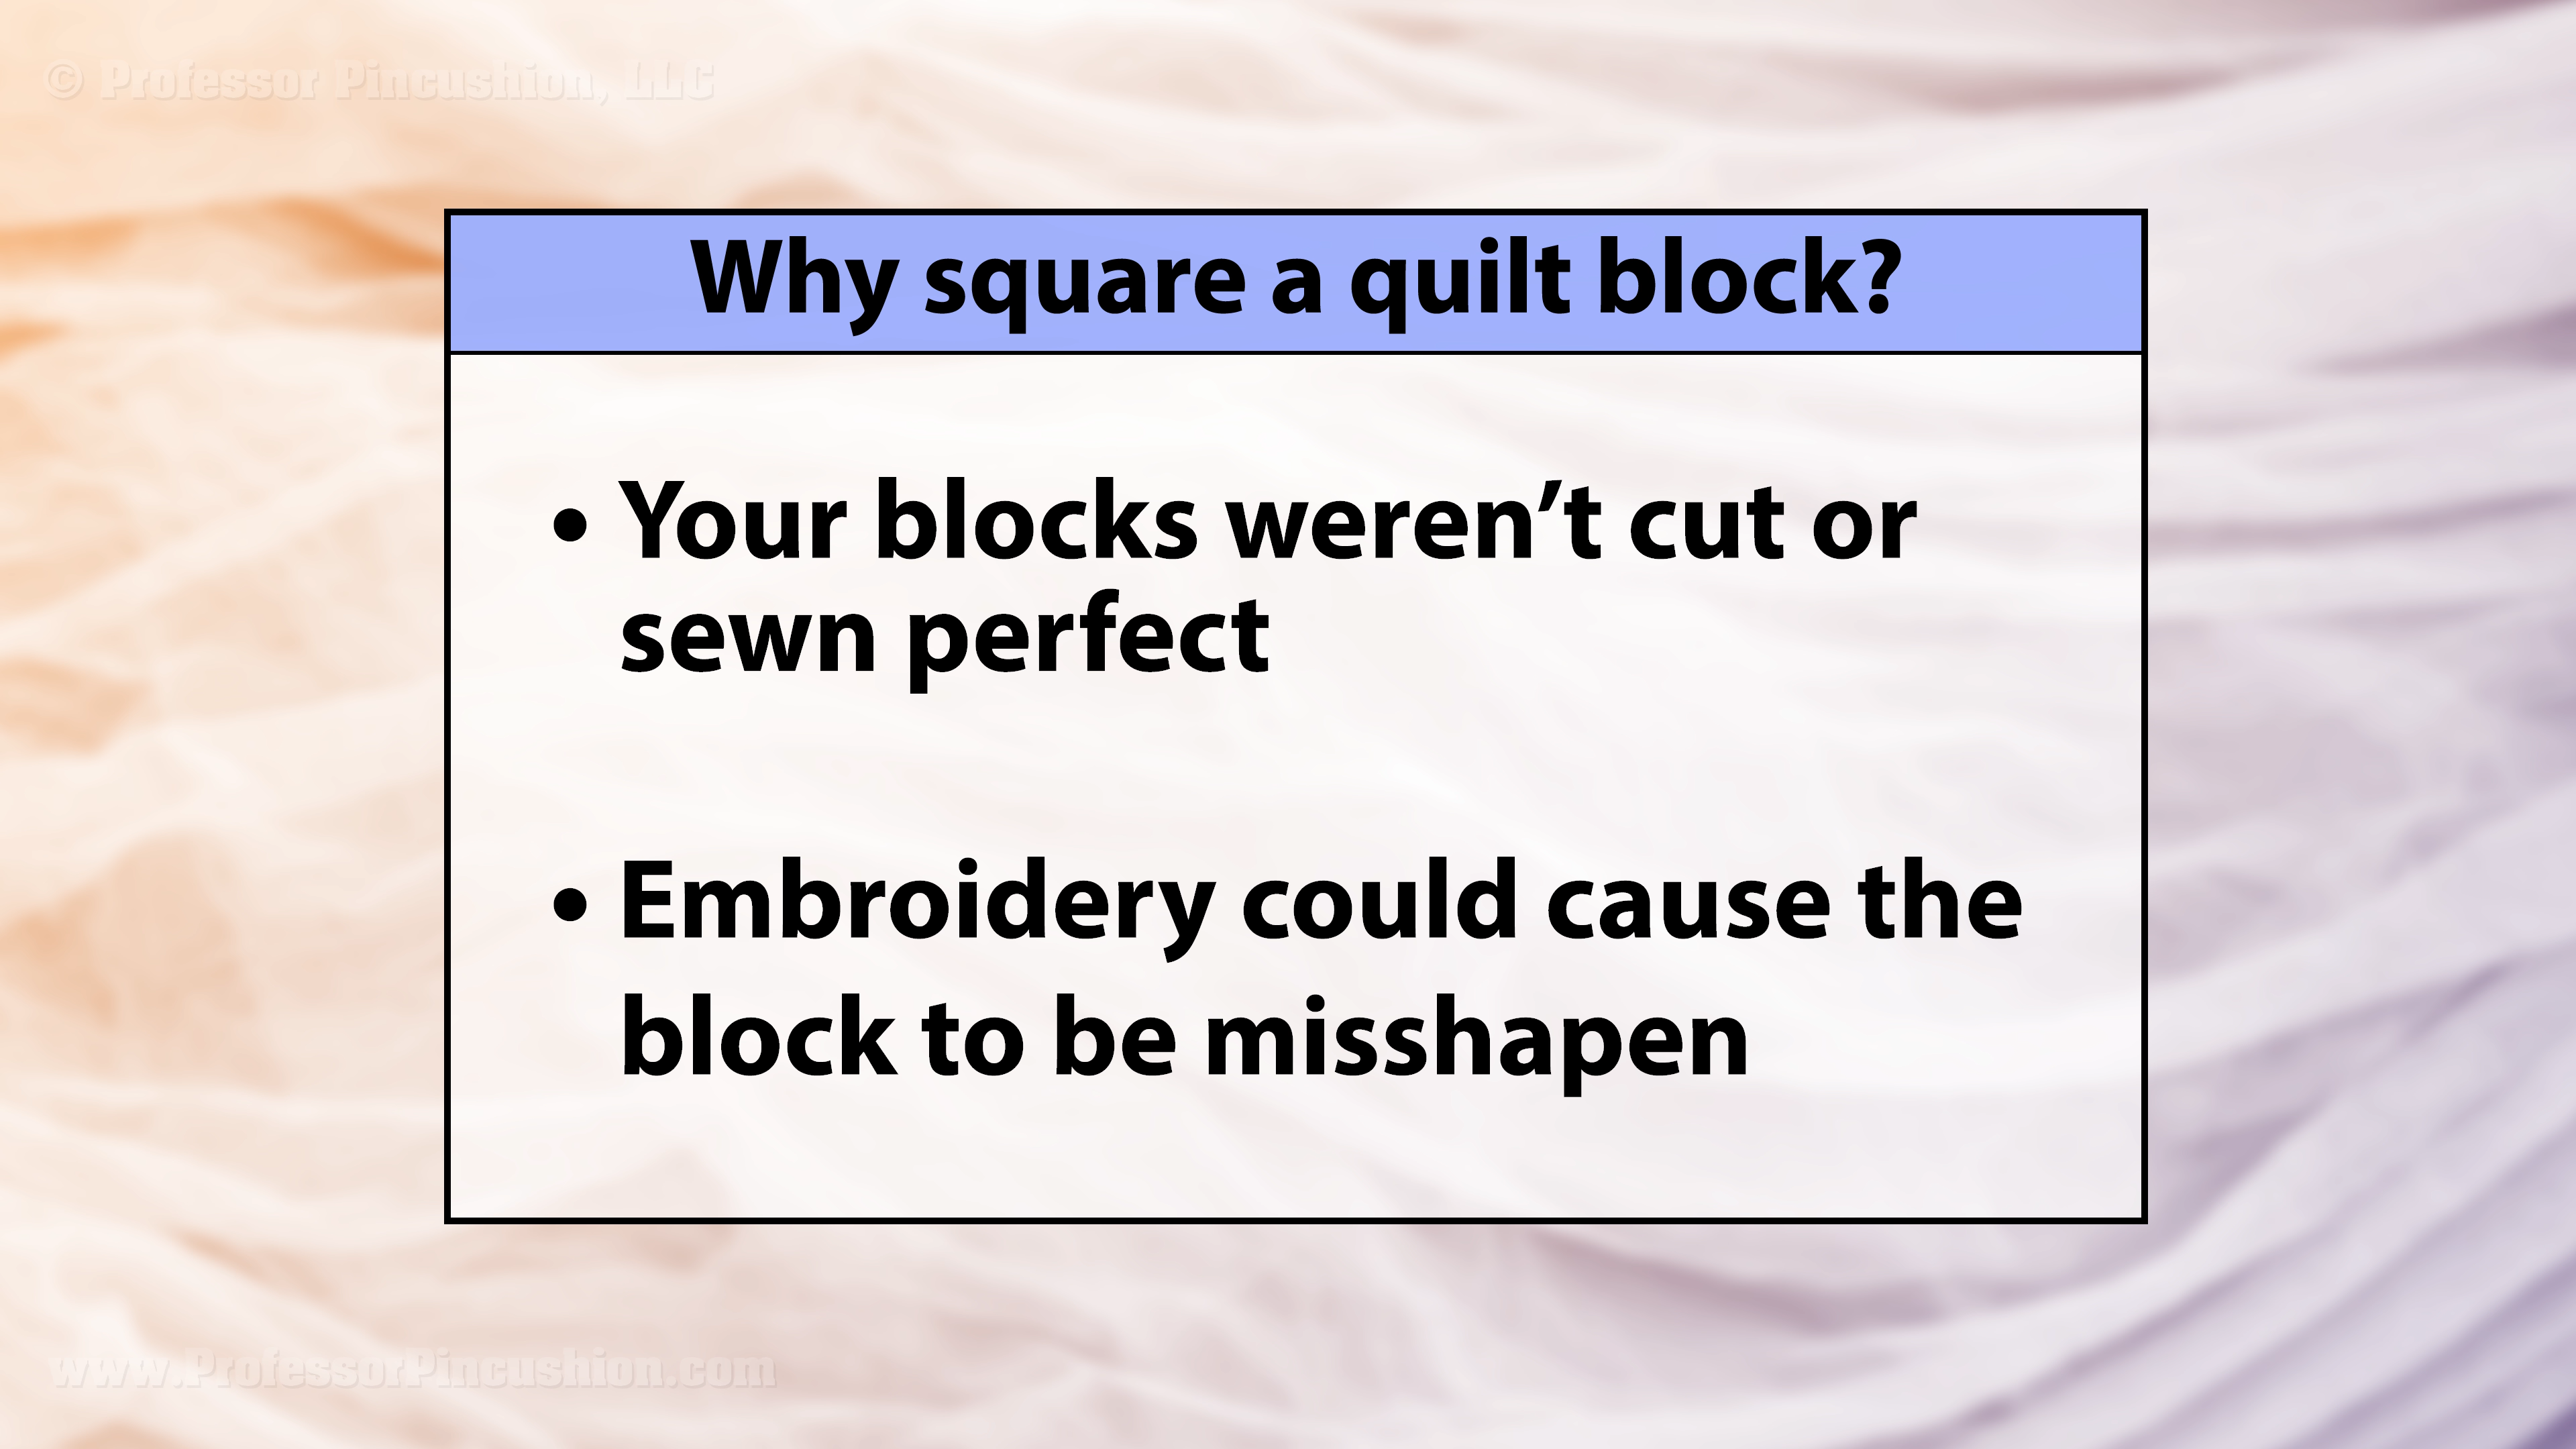 © Professor Pincushion, LLC
Why square a quilt block?
• Your blocks weren’t cut or
sewn perfect
• Embroidery could cause the
block to be misshapen
www.ProfessorPincushion.com